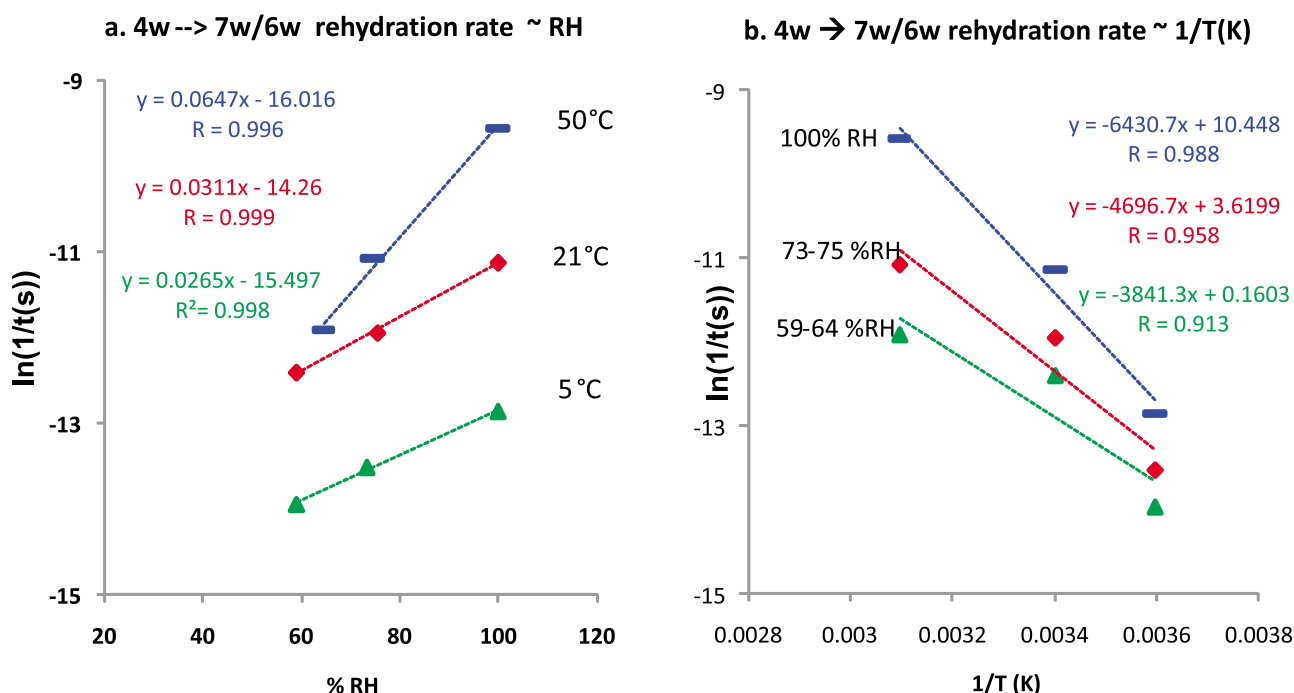 a. 4w --> 7w/6w rehydration rate ~ RH
-9
-11
-13
-15
ln(1/t(s))
y = 0.0647x - 16.016
R = 0.996
y = 0.0311x - 14.26
R = 0.999
y = 0.0265x - 15.497
R²= 0.998
50°C
21°C
5°C
20 40 60 80 100 120
% RH
b. 4w → 7w/6w rehydration rate ~ 1/T(K)
-9
-11
-13
-15
ln(1/t(s))
100% RH
73-75 %RH
59-64 %RH
y = -6430.7x + 10.448
R = 0.988
y = -4696.7x + 3.6199
R = 0.958
y = -3841.3x + 0.1603
R = 0.913
0.0028 0.003 0.0032 0.0034 0.0036 0.0038
1/T (K)